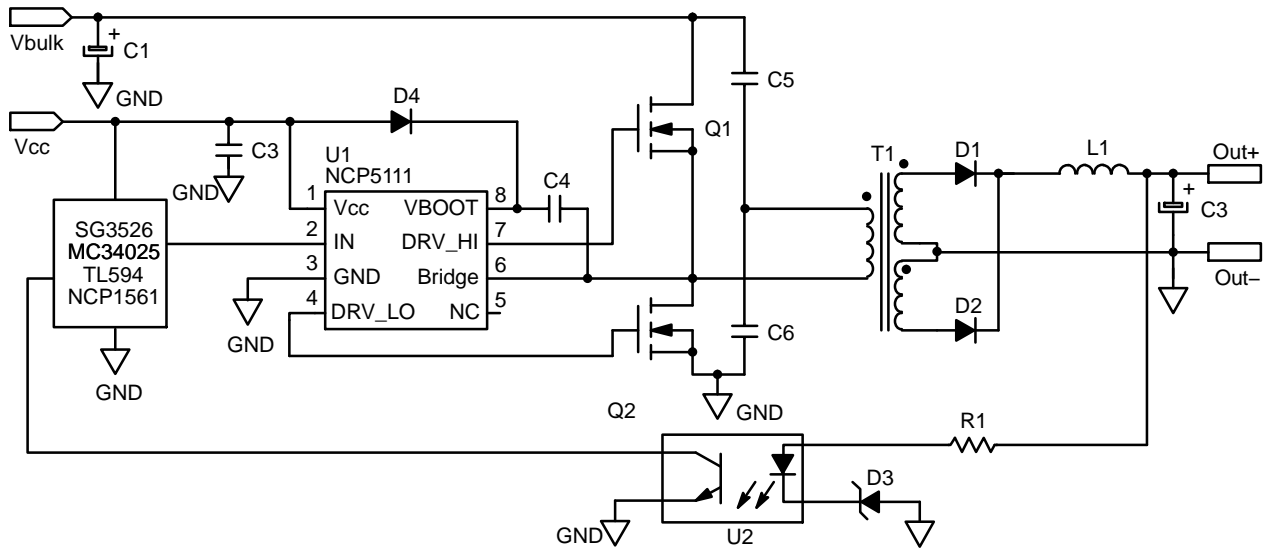 Vbulk
+
C1
GND
C5
D4
Q1
Vcc
C3
GND
U1
NCP5111
C4
T1
D1
L1
Out+
1
Vcc
VBOOT
8
+
C3
SG3526
MC34025
TL594
NCP1561
2
IN
DRV_HI
7
3
GND
Bridge
6
Out–
4
DRV_LO
NC
5
D2
C6
GND
GND
Q2
GND
R1
D3
GND
U2